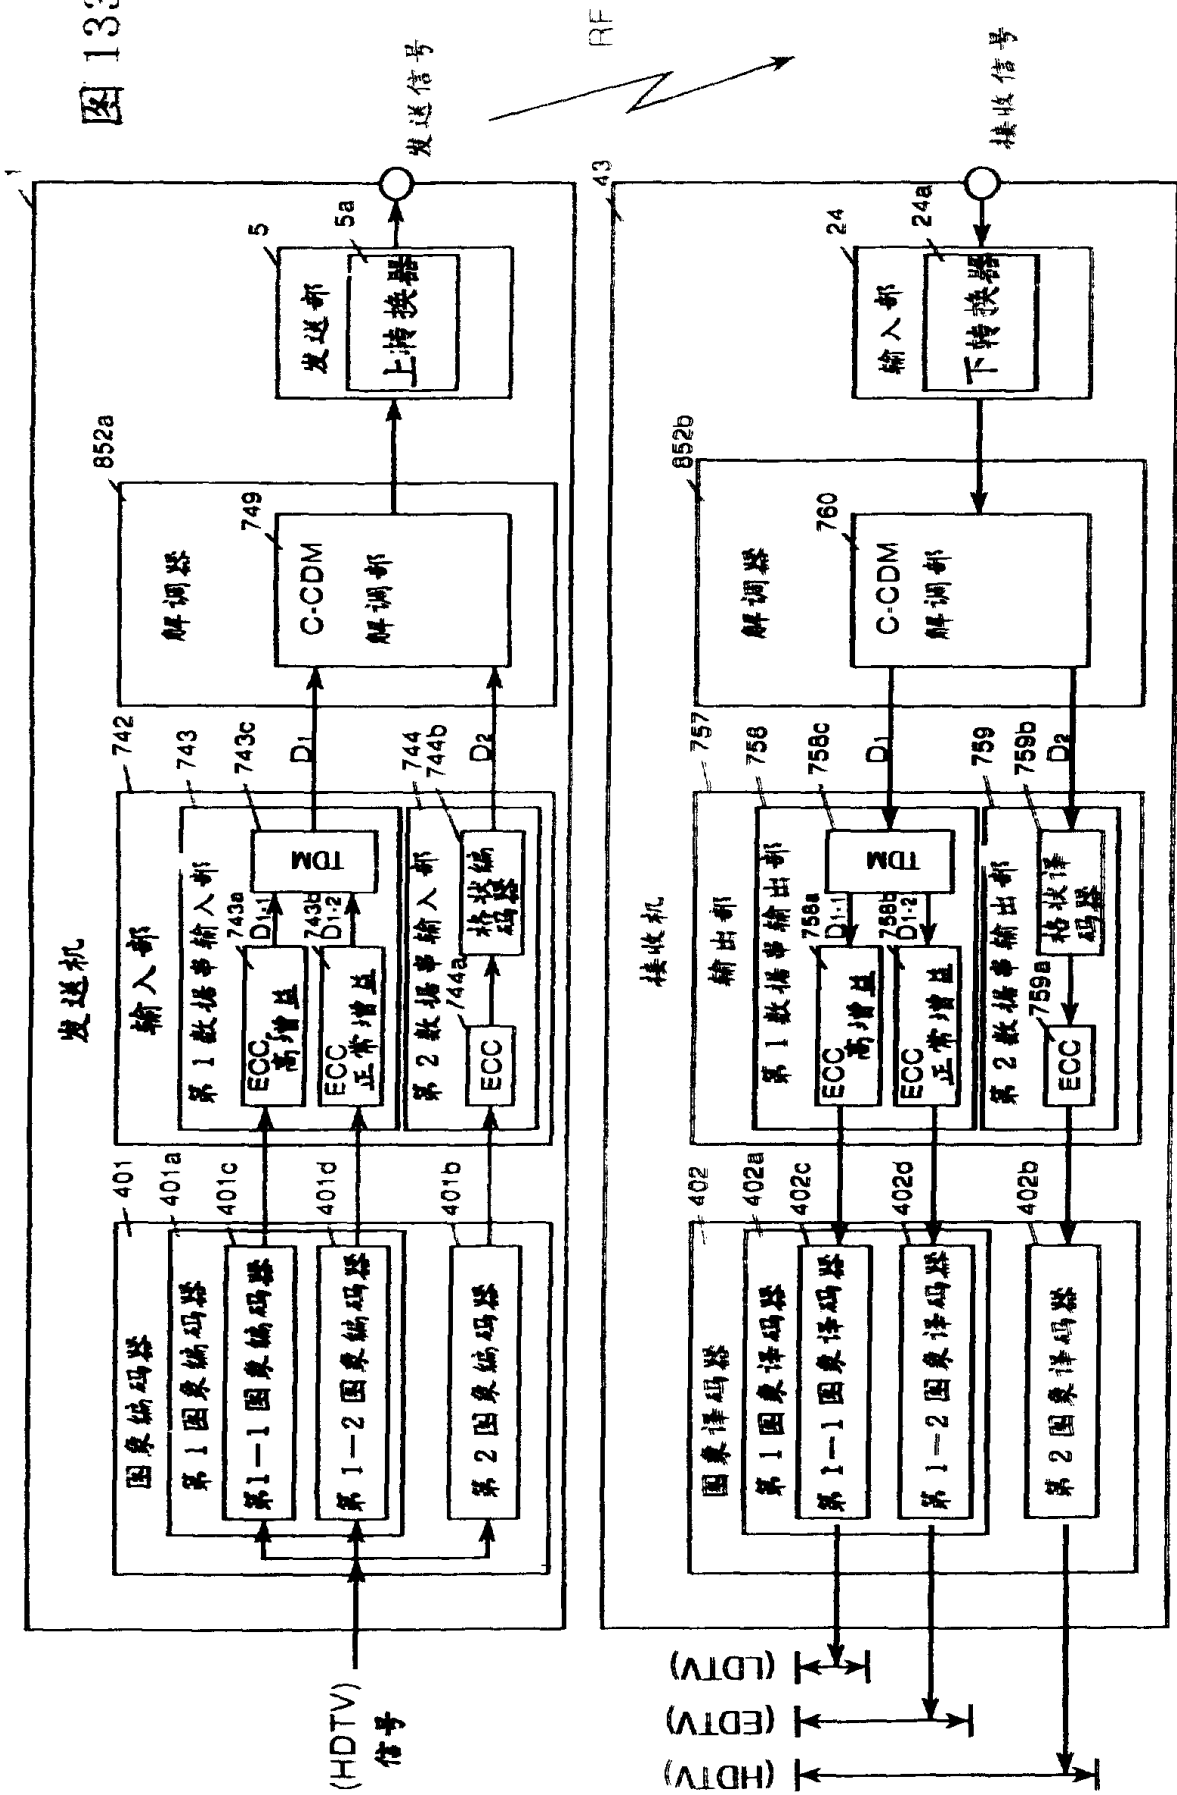 图 133
1
发送机
(HDTV)
信号
图象编码器
401
第1图象编码器
401a
第1-1图象编码器
401c
第1-2图象编码器
401d
第2图象编码器
401b
输入部
742
第1数据串输入部
743
ECC
高增益
743a
D1-1
ECC
正常增益
743b
D1-2
TDM
743c
D1
第2数据串输入部
744
ECC
744a
格状编
码器
744b
D2
解调器
852a
C-CDM
解调部
749
发送部
5
上转换器
5a
发送信号
RF
43
接收机
接收信号
输入部
24
下转换器
24a
解调器
852b
C-CDM
解调部
760
D1
D2
输出部
757
第1数据串输出部
758
TDM
758c
D1-1
ECC
高增益
758a
D1-2
ECC
正常增益
758b
第2数据串输出部
759
格状译
码器
759b
ECC
759a
图象译码器
402
第1图象译码器
402a
第1-1图象译码器
402c
第1-2图象译码器
402d
第2图象译码器
402b
(LDTV)
(EDTV)
(HDTV)